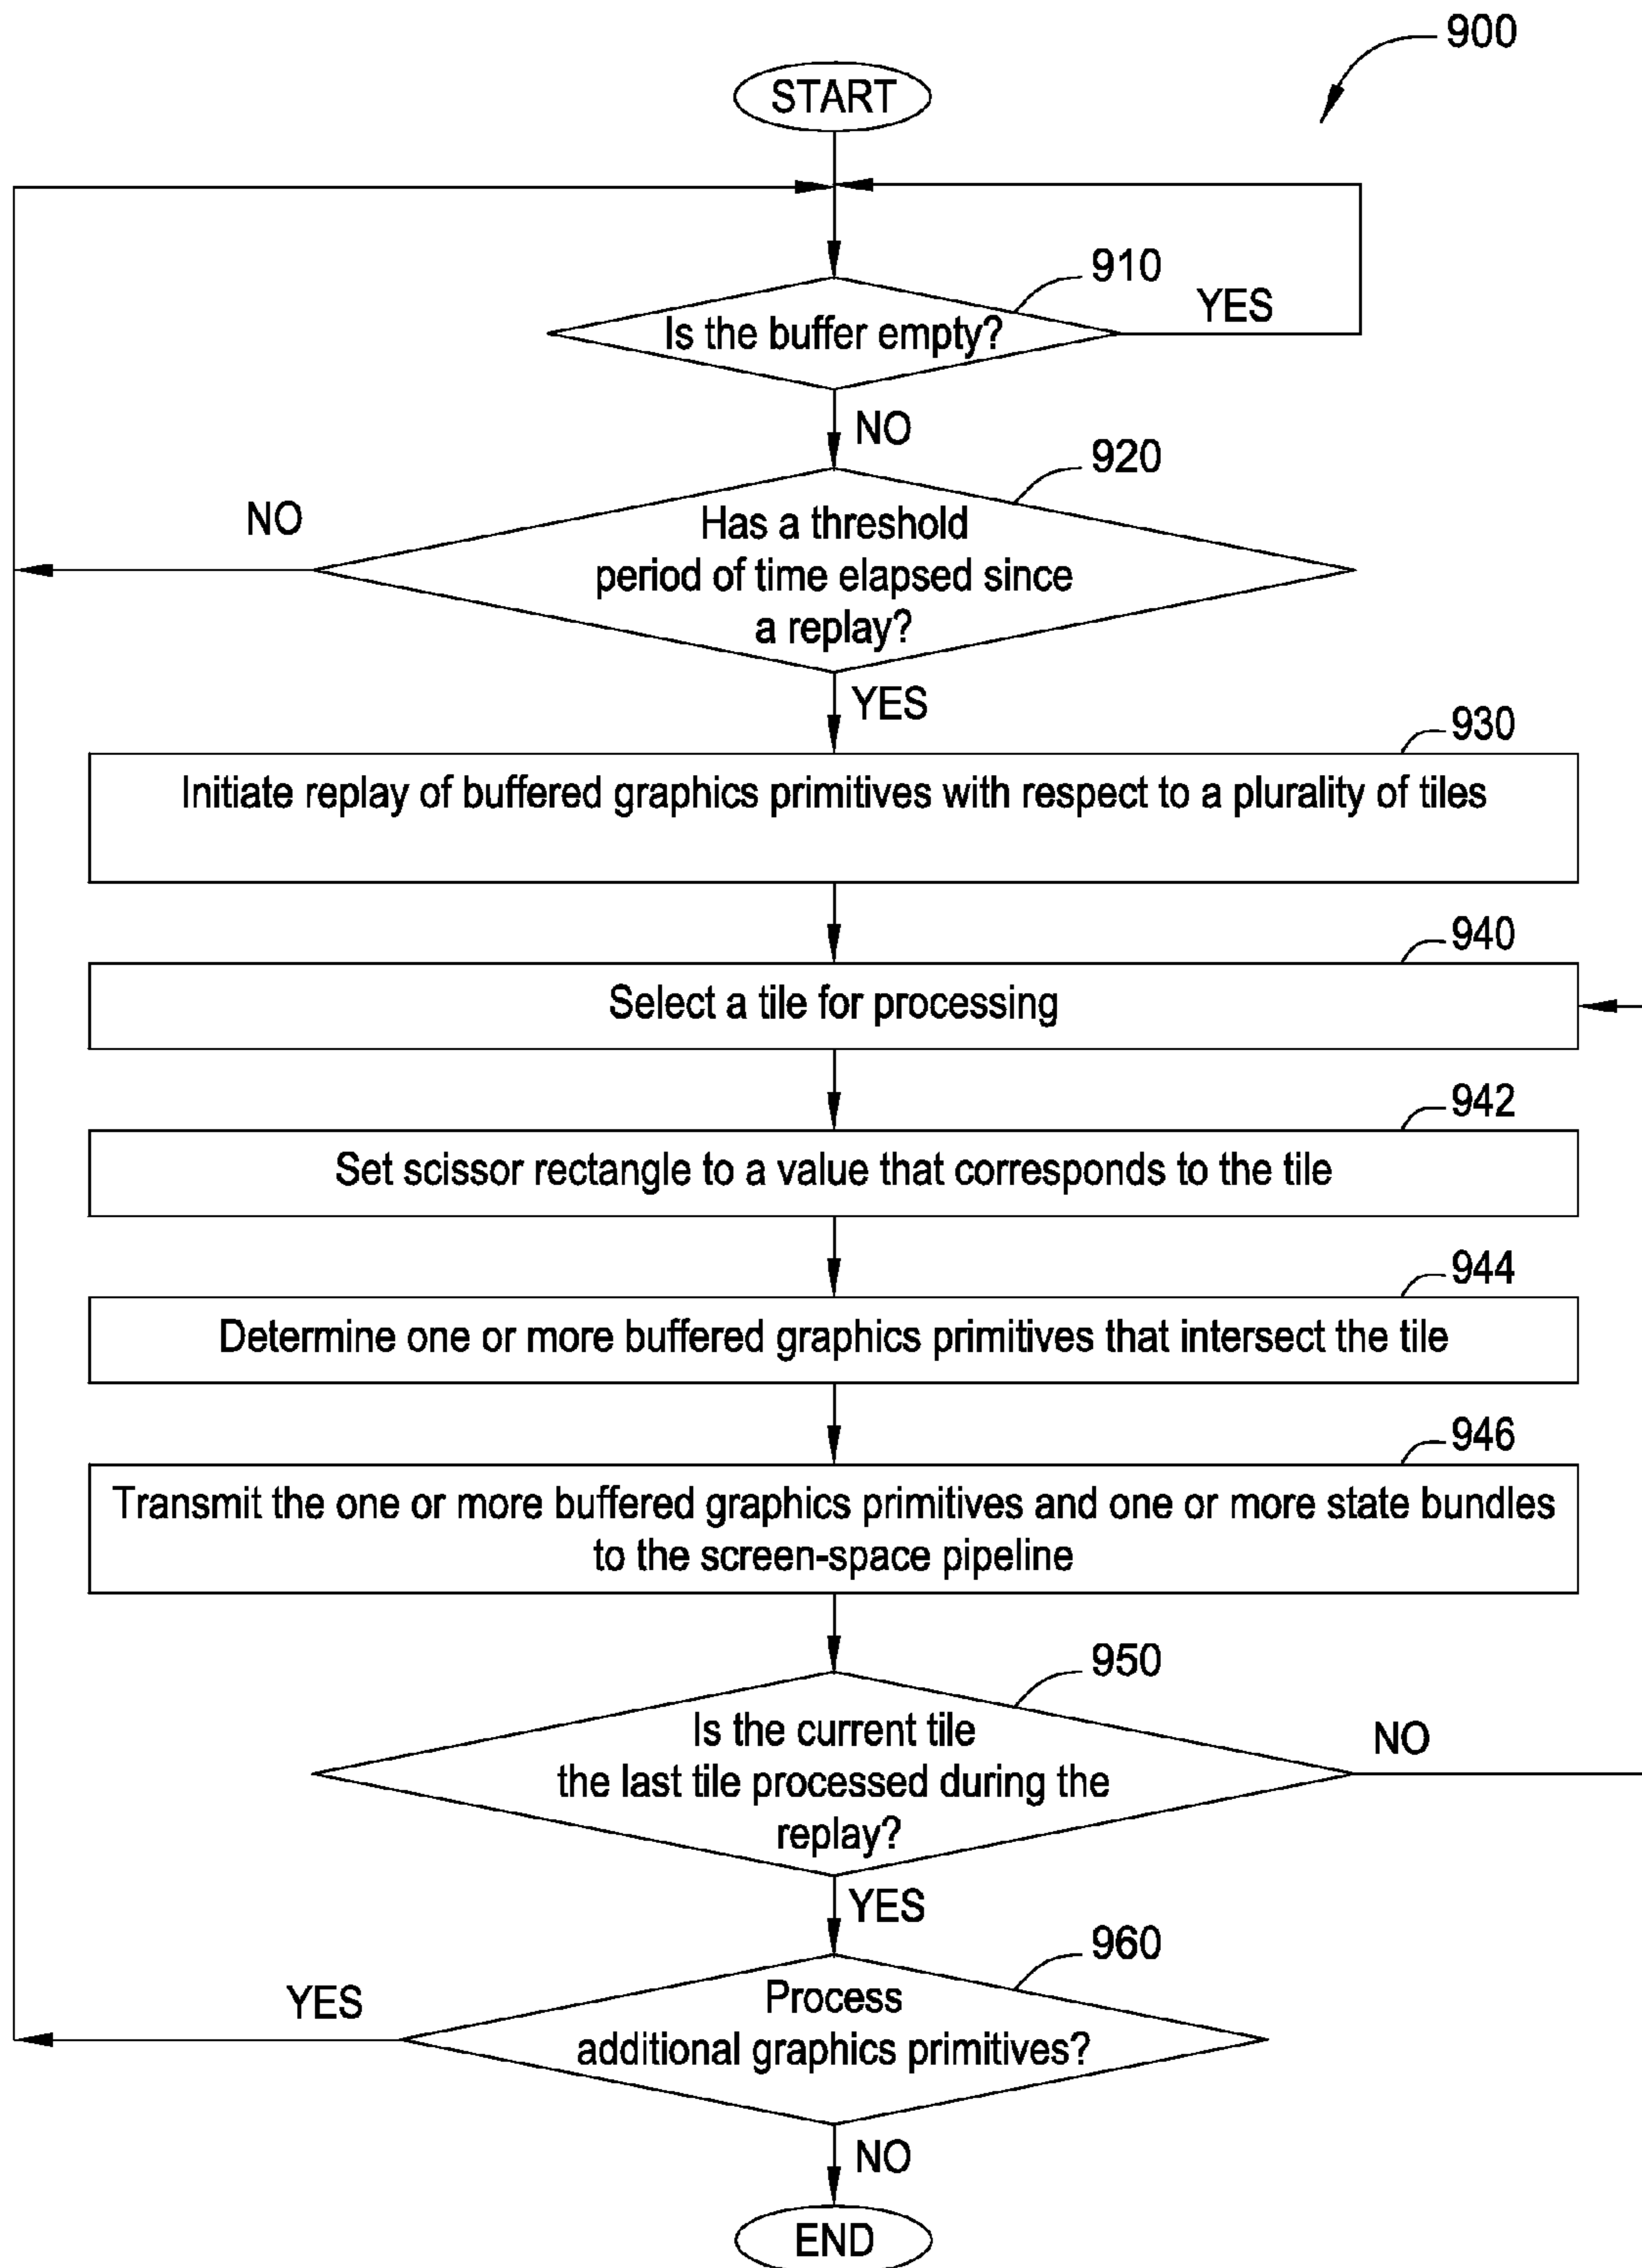 900
START
910
Is the buffer empty?
YES
NO
920
Has a threshold
period of time elapsed since
a replay?
NO
YES
930
Initiate replay of buffered graphics primitives with respect to a plurality of tiles
940
Select a tile for processing
942
Set scissor rectangle to a value that corresponds to the tile
944
Determine one or more buffered graphics primitives that intersect the tile
946
Transmit the one or more buffered graphics primitives and one or more state bundles
to the screen-space pipeline
950
Is the current tile
the last tile processed during the
replay?
NO
YES
960
Process
additional graphics primitives?
YES
NO
END